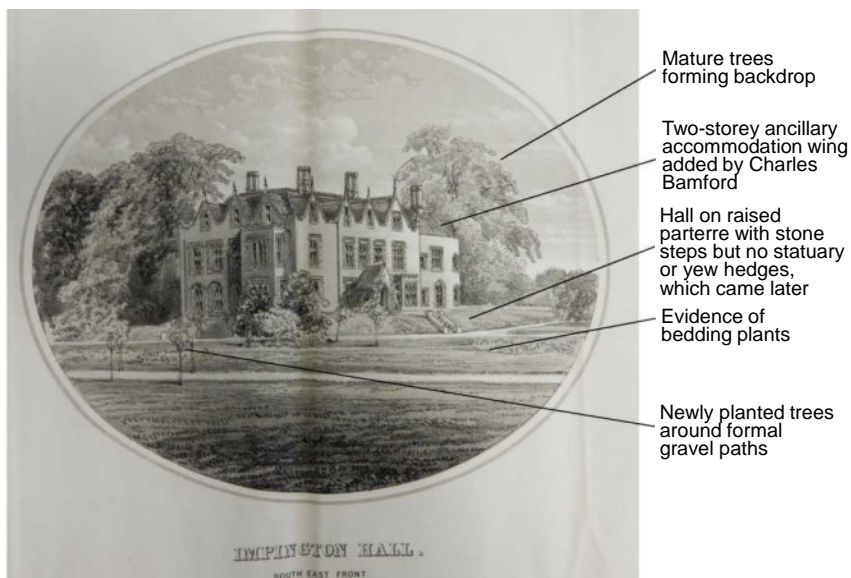 Mature trees
forming backdrop
Two-storey ancillary
accommodation wing
added by Charles
Bamford
Hall on raised
parterre with stone
steps but no statuary
or yew hedges,
which came later
Evidence of
bedding plants
Newly planted trees
around formal
gravel paths
IMPINGTON HALL.
SOUTH EAST FRONT